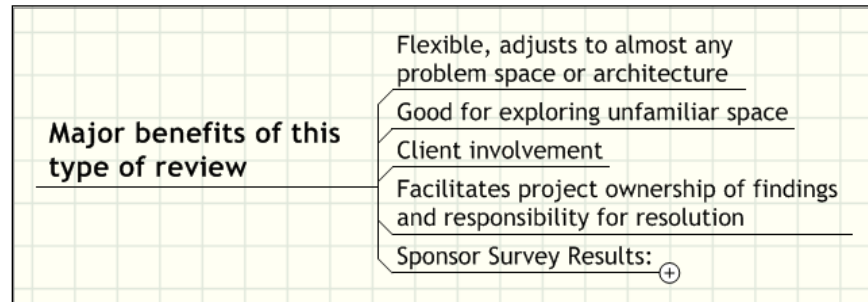 Major benefits of this
type of review
Flexible, adjusts to almost any
problem space or architecture
Good for exploring unfamiliar space
Client involvement
Facilitates project ownership of findings
and responsibility for resolution
Sponsor Survey Results: